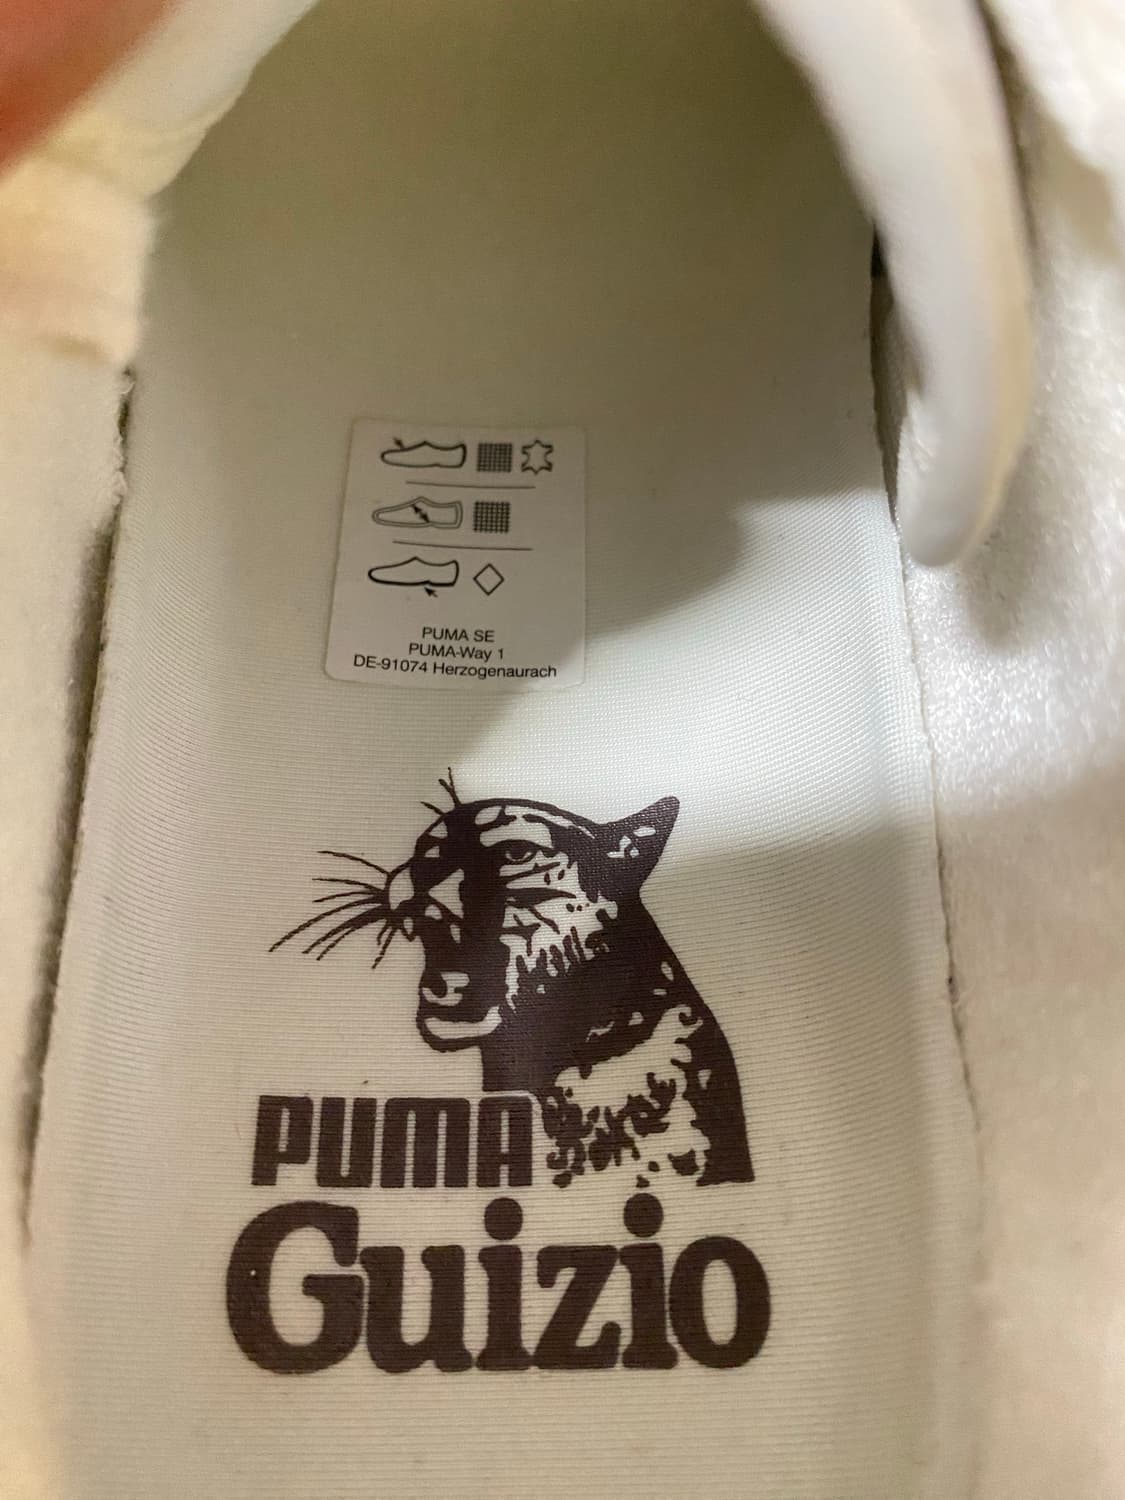 PUMA SE
PUMA-Way 1
DE-91074 Herzogenaurach
PUMA
Guizio